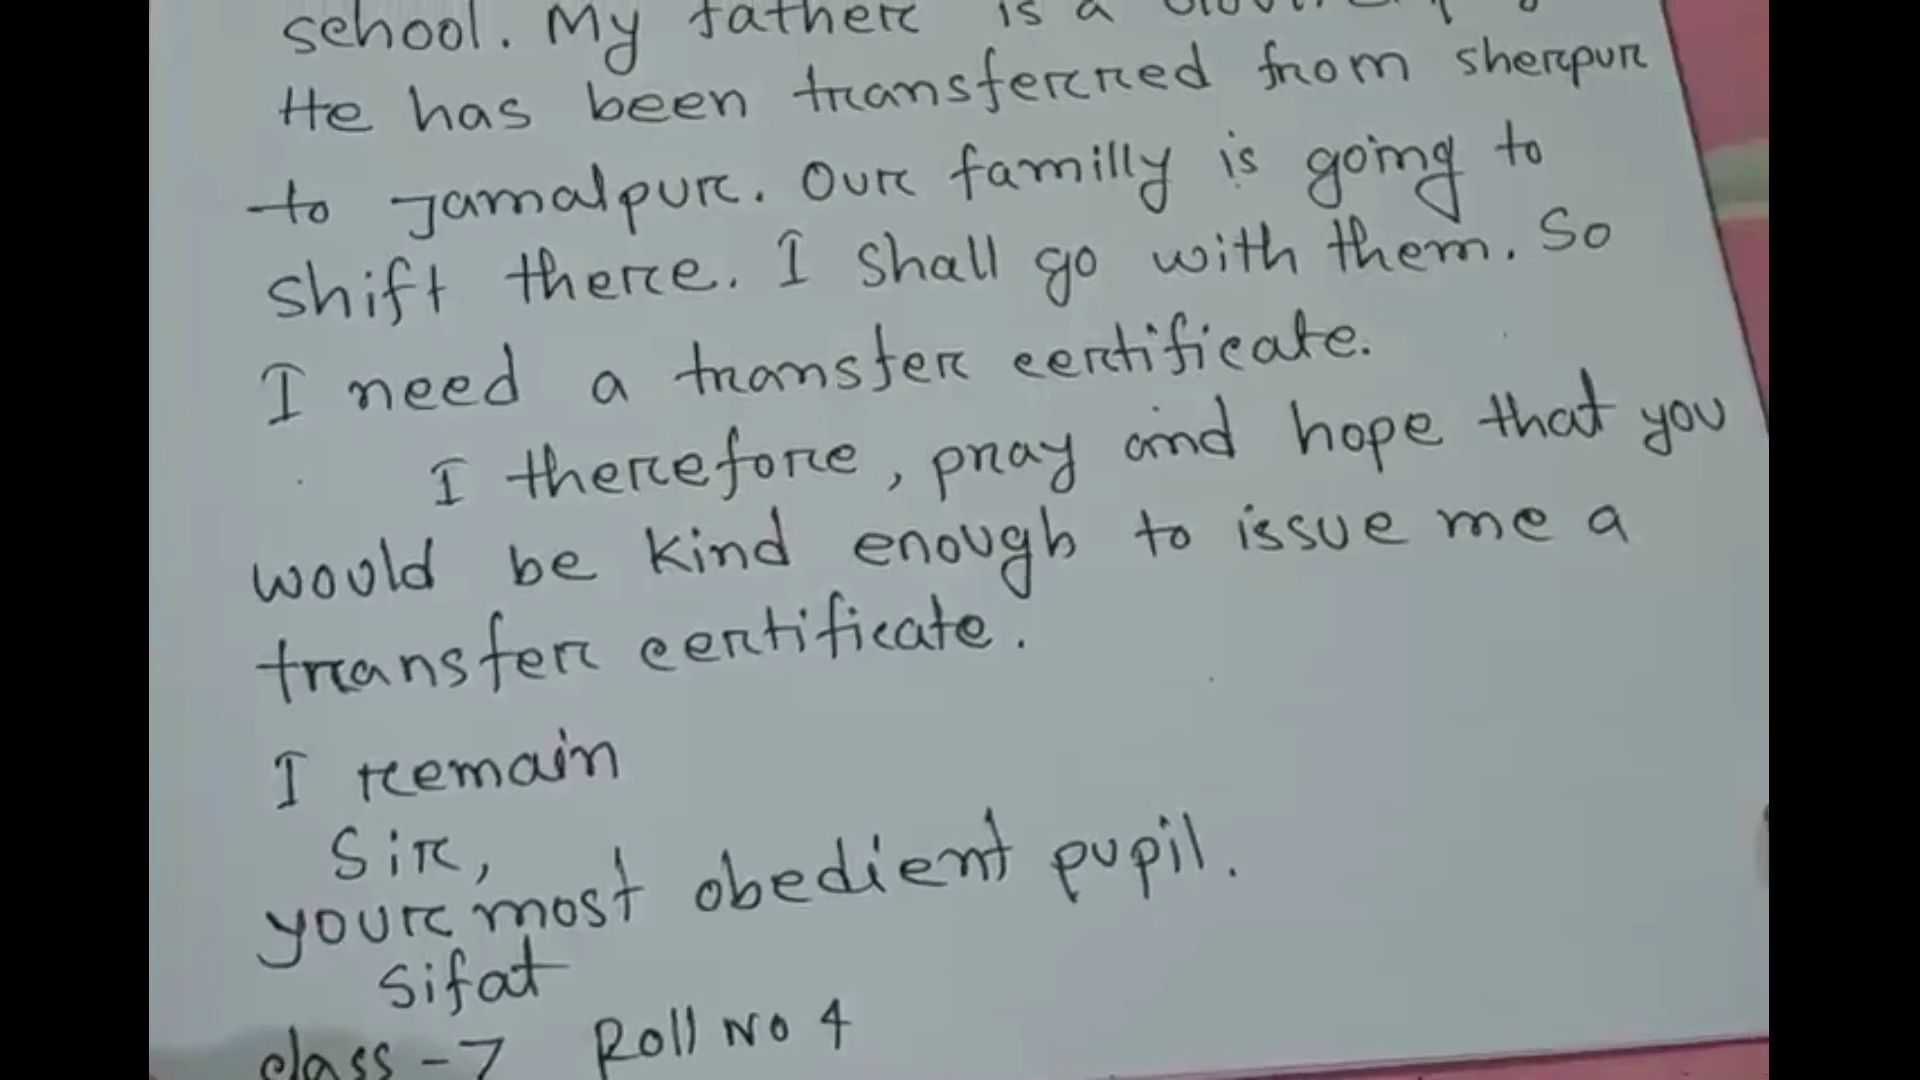 school. My father is a
He has been transferred from sherpur
to Jamalpur. Our familly is going to
shift there. I shall go with them. So
I need a transfer certificate.
I therefore, pray and hope that you
would be kind enough to issue me a
transfer certificate.
I remain
Sir,
your most obedient pupil.
Sifat
class - 7 Roll No 4